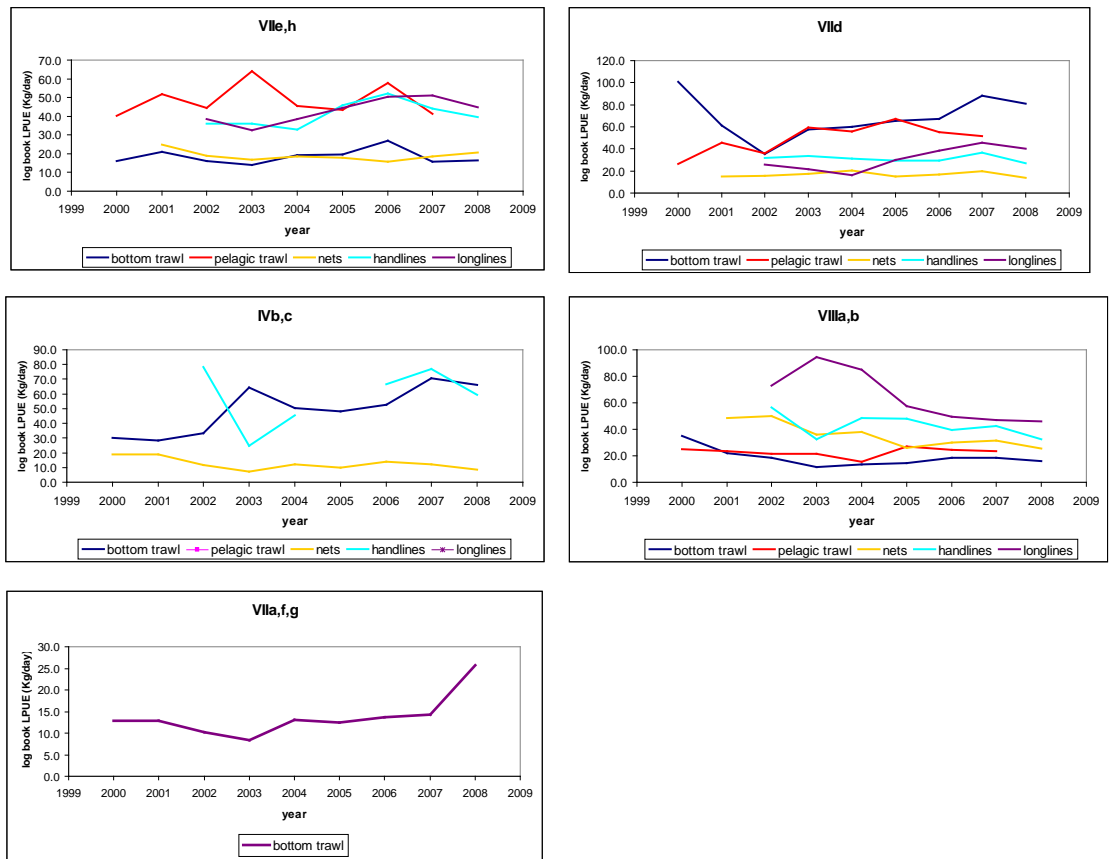 VIIe,h
log book LPUE (Kg/day)
70.0
60.0
50.0
40.0
30.0
20.0
10.0
0.0
1999 2000 2001 2002 2003 2004 2005 2006 2007 2008 2009
year
bottom trawl pelagic trawl nets handlines longlines
VIId
log book LPUE (Kg/day)
120.0
100.0
80.0
60.0
40.0
20.0
0.0
1999 2000 2001 2002 2003 2004 2005 2006 2007 2008 2009
year
bottom trawl pelagic trawl nets handlines longlines
IVb,c
log book LPUE (Kg/day)
90.0
80.0
70.0
60.0
50.0
40.0
30.0
20.0
10.0
0.0
1999 2000 2001 2002 2003 2004 2005 2006 2007 2008 2009
year
bottom trawl pelagic trawl nets handlines longlines
VIIIa,b
log book LPUE (Kg/day)
100.0
80.0
60.0
40.0
20.0
0.0
1999 2000 2001 2002 2003 2004 2005 2006 2007 2008 2009
year
bottom trawl pelagic trawl nets handlines longlines
VIIa,f,g
log book LPUE (Kg/day)
30.0
25.0
20.0
15.0
10.0
5.0
0.0
1999 2000 2001 2002 2003 2004 2005 2006 2007 2008 2009
year
bottom trawl